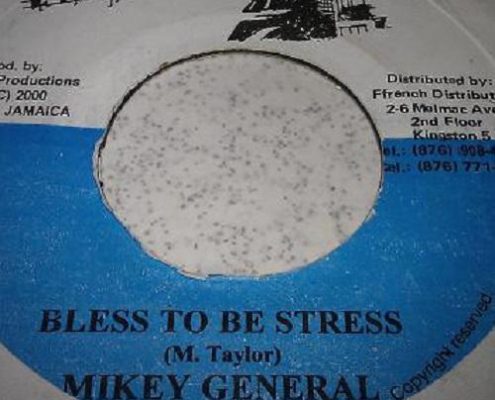 od. by:
Productions
C) 2000
JAMAICA
Distributed by:
Ffrench Distribut
2-6 Melmac Ave
2nd Floor
Kingston 5
el.: (876) 908-
el.: (876) 771-
BLESS TO BE STRESS
(M. Taylor)
MIKEY GENERAL
Copyright reserved